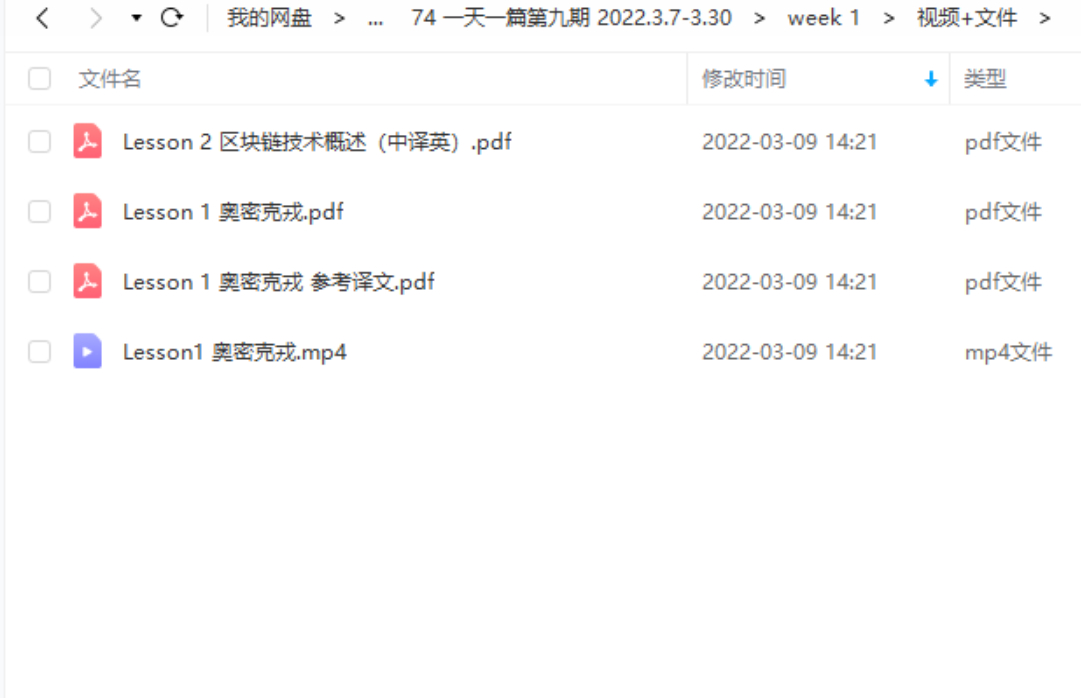 我的网盘 > ... 74 一天一篇第九期 2022.3.7-3.30 > week 1 > 视频+文件 >
文件名 修改时间 类型
Lesson 2 区块链技术概述（中译英）.pdf 2022-03-09 14:21 pdf文件
Lesson 1 奥密克戎.pdf 2022-03-09 14:21 pdf文件
Lesson 1 奥密克戎 参考译文.pdf 2022-03-09 14:21 pdf文件
Lesson1 奥密克戎.mp4 2022-03-09 14:21 mp4文件